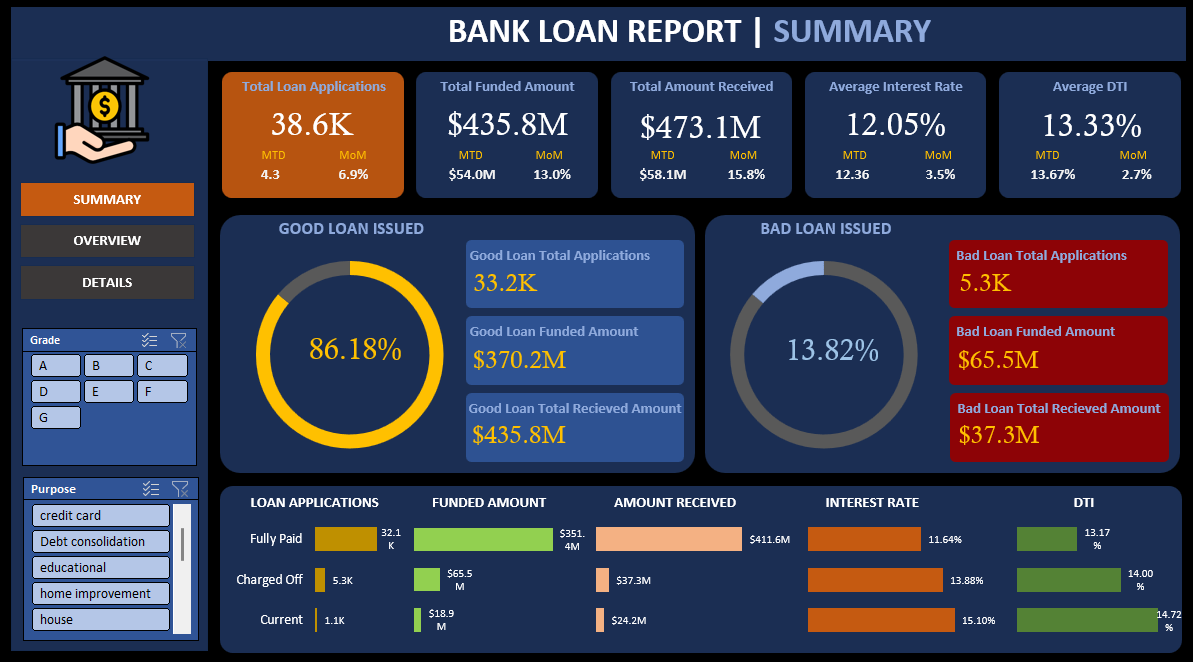 BANK LOAN REPORT | SUMMARY
$
SUMMARY
OVERVIEW
DETAILS
Grade
A B C
D E F
G
Purpose
credit card
Debt consolidation
educational
home improvement
house
Total Loan Applications
38.6K
MTD MoM
4.3 6.9%
Total Funded Amount
$435.8M
MTD MoM
$54.0M 13.0%
Total Amount Received
$473.1M
MTD MoM
$58.1M 15.8%
Average Interest Rate
12.05%
MTD MoM
12.36 3.5%
Average DTI
13.33%
MTD MoM
13.67% 2.7%
GOOD LOAN ISSUED
86.18%
Good Loan Total Applications
33.2K
Good Loan Funded Amount
$370.2M
Good Loan Total Recieved Amount
$435.8M
BAD LOAN ISSUED
13.82%
Bad Loan Total Applications
5.3K
Bad Loan Funded Amount
$65.5M
Bad Loan Total Recieved Amount
$37.3M
LOAN APPLICATIONS
Fully Paid
32.1
K
Charged Off
5.3K
Current
1.1K
FUNDED AMOUNT
$351.
4M
$65.5
M
$18.9
M
AMOUNT RECEIVED
$411.6M
$37.3M
$24.2M
INTEREST RATE
11.64%
13.88%
15.10%
DTI
13.17
%
14.00
%
14.72
%